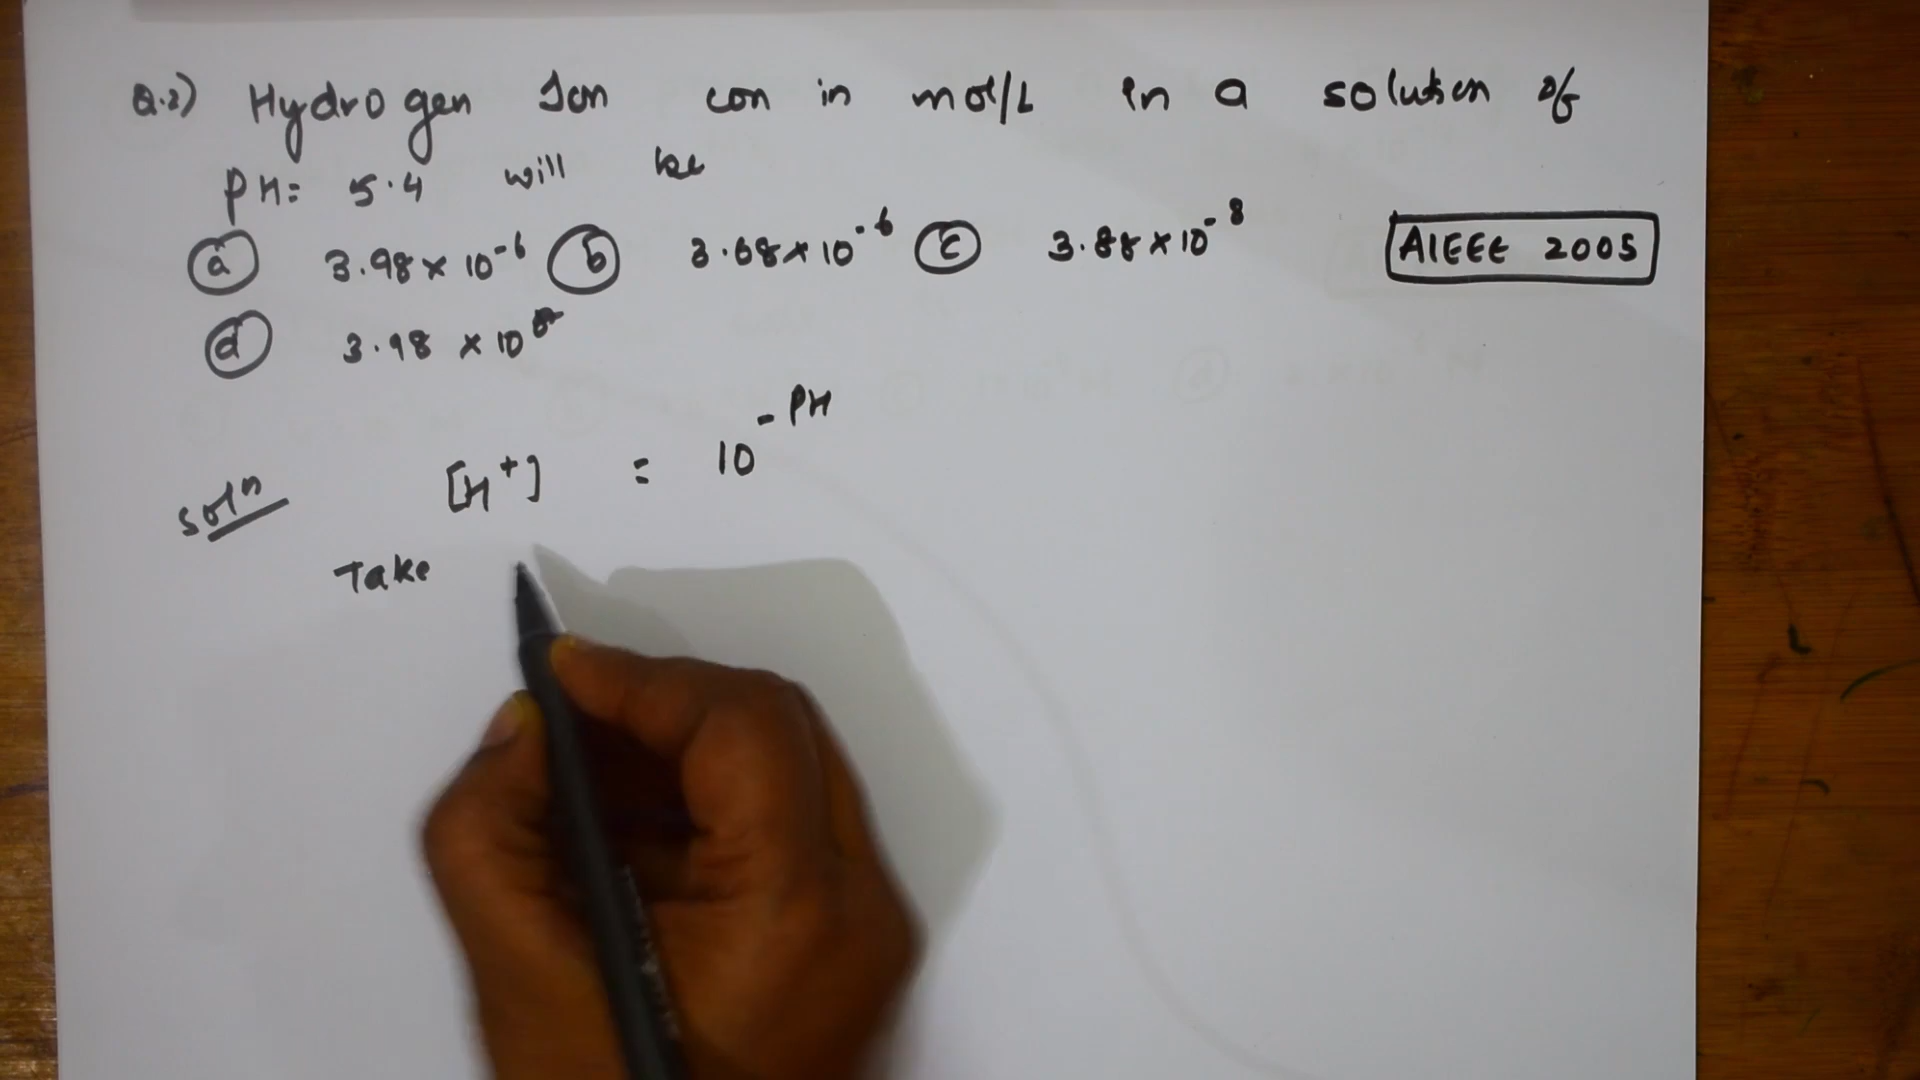 Q.2) Hydrogen Ion con in mol/L in a solution of
PH= 5.4 will be
(a) 3.98 x 10^-6 (b) 3.68 x 10^-6 (c) 3.88 x 10^-8 AIEEE 2005
(d) 3.98 x 10^8
Soln [H^+] = 10^-PH
Take